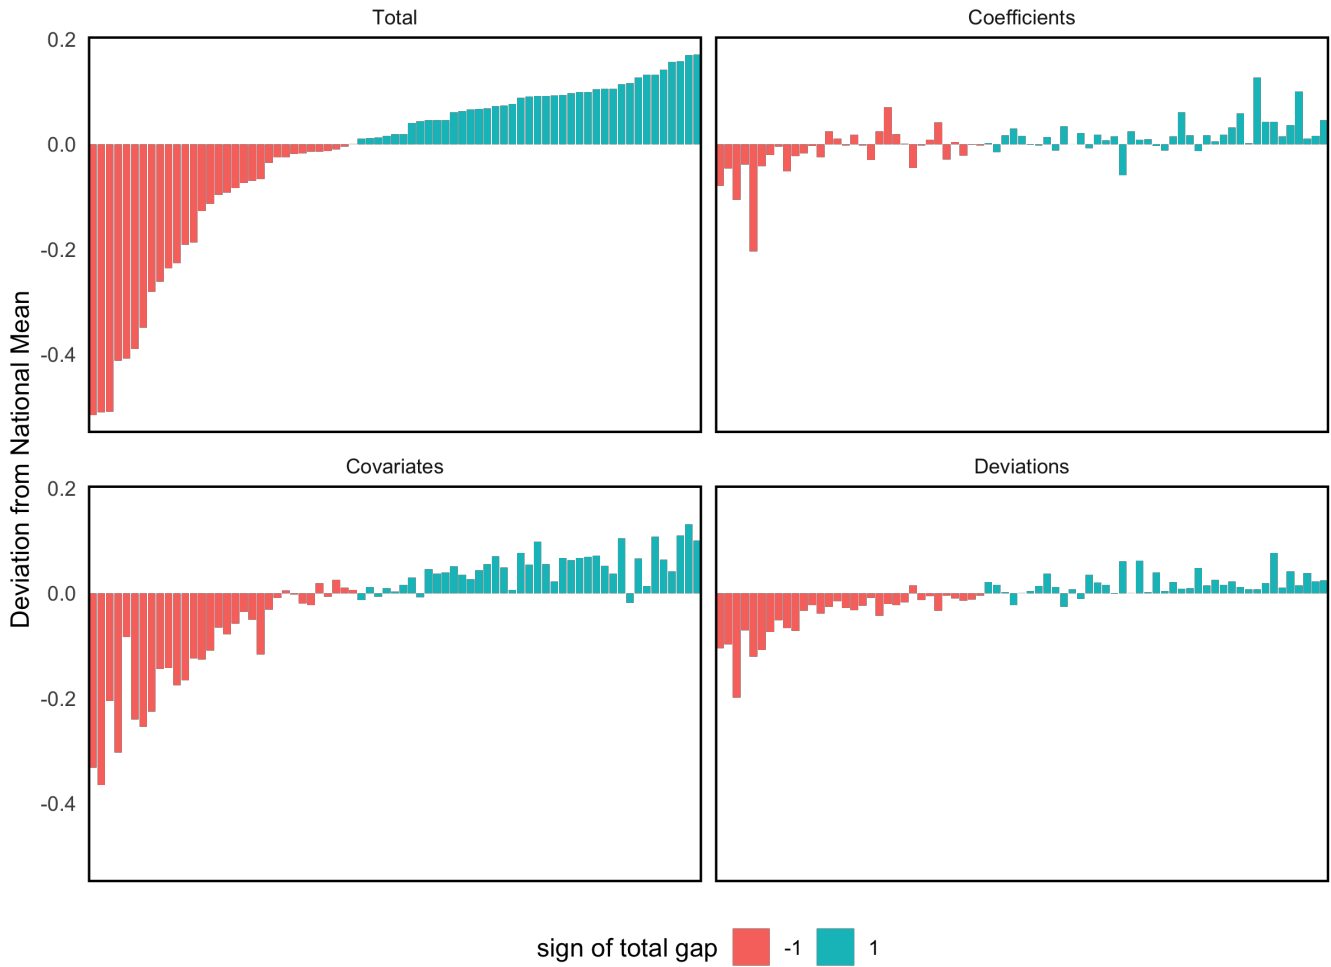 Total
Coefficients
0.2
0.0
-0.2
-0.4
Deviation from National Mean
Covariates
Deviations
0.2
0.0
-0.2
-0.4
sign of total gap
-1
1